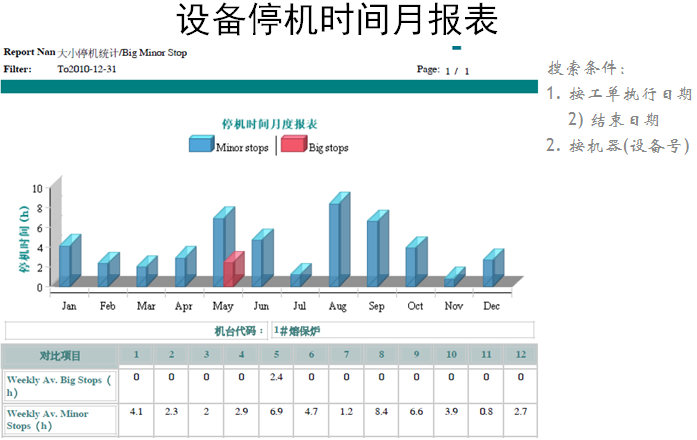 设备停机时间月报表
Report Nan 大小停机统计/Big Minor Stop
Filter: To2010-12-31 Page: 1 / 1
搜索条件:
1. 按工单执行日期
2) 结束日期
2. 按机器(设备号)
停机时间月度报表
Minor stops Big stops
停机时间 (h)
10
8
6
4
2
0
Jan Feb Mar Apr May Jun Jul Aug Sep Oct Nov Dec
机台代码: 1#熔保炉
对比项目 1 2 3 4 5 6 7 8 9 10 11 12
Weekly Av. Big Stops (
h) 0 0 0 0 2.4 0 0 0 0 0 0 0
Weekly Av. Minor
Stops (h) 4.1 2.3 2 2.9 6.9 4.7 1.2 8.4 6.6 3.9 0.8 2.7